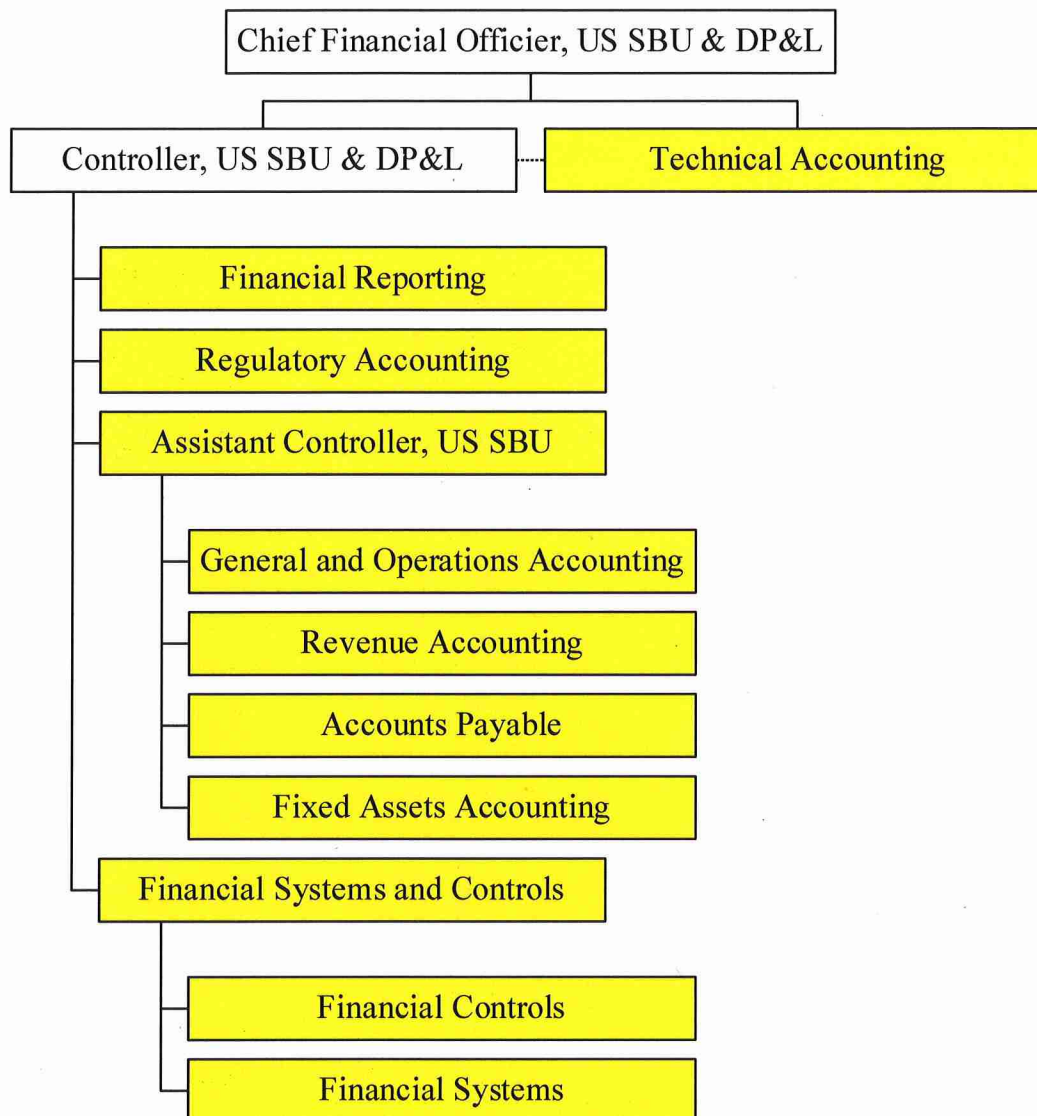 Chief Financial Officier, US SBU & DP&L
Controller, US SBU & DP&L
Technical Accounting
Financial Reporting
Regulatory Accounting
Assistant Controller, US SBU
General and Operations Accounting
Revenue Accounting
Accounts Payable
Fixed Assets Accounting
Financial Systems and Controls
Financial Controls
Financial Systems